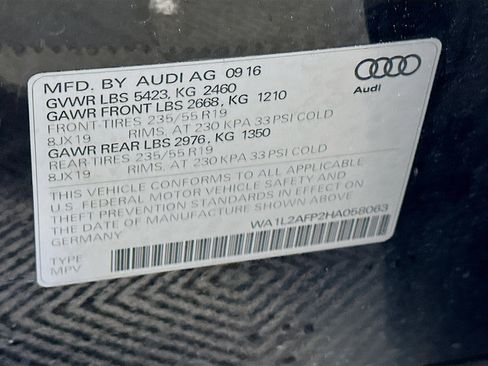 MFD. BY AUDI AG 09 16
GVWR LBS 5423, KG 2460
GAWR FRONT LBS 2668, KG 1210
FRONT-TIRES 235/55 R19
8JX19 RIMS, AT 230 KPA 33 PSI COLD
GAWR REAR LBS 2976, KG 1350
REAR-TIRES 235/55 R19
8JX19 RIMS, AT 230 KPA 33 PSI COLD
THIS VEHICLE CONFORMS TO ALL APPLICABLE
U.S. FEDERAL MOTOR VEHICLE SAFETY AND
THEFT PREVENTION STANDARDS IN EFFECT ON
THE DATE OF MANUFACTURE SHOWN ABOVE
GERMANY
WA1L2AFP2HA058063
TYPE
MPV
Audi